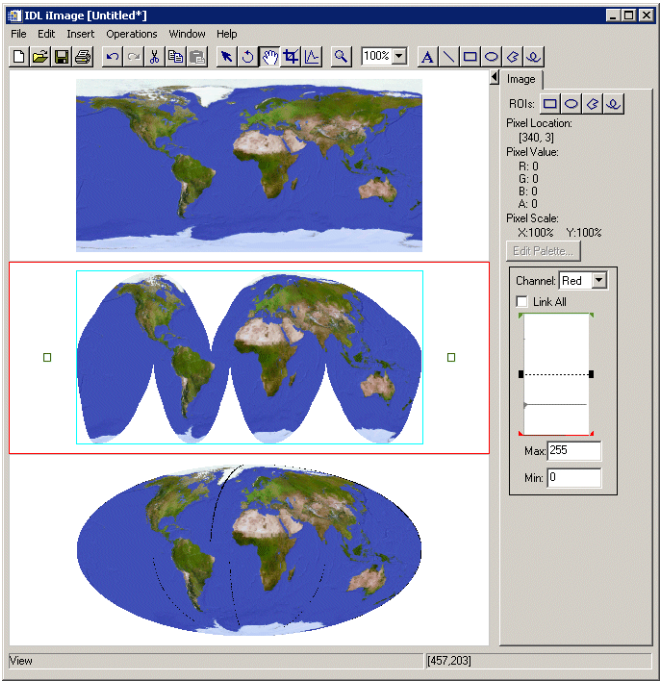 IDL iImage [Untitled*]
File Edit Insert Operations Window Help
100%
A
Image
ROIs:
Pixel Location:
[340, 3]
Pixel Value:
R: 0
G: 0
B: 0
A: 0
Pixel Scale:
X:100% Y:100%
Edit Palette...
Channel: Red
Link All
Max: 255
Min: 0
View
[457,203]